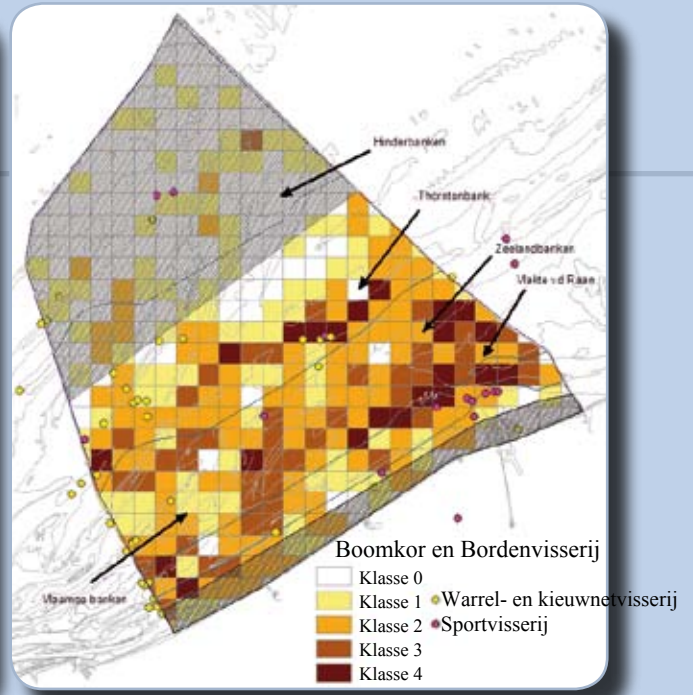 Hinderbanken
Thorntonbank
Zeelandbanken
Vlakte vd Raan
Vlaamse banken
Boomkor en Bordenvisserij
Klasse 0
Klasse 1 Warrel- en kieuwnetvisserij
Klasse 2 Sportvisserij
Klasse 3
Klasse 4